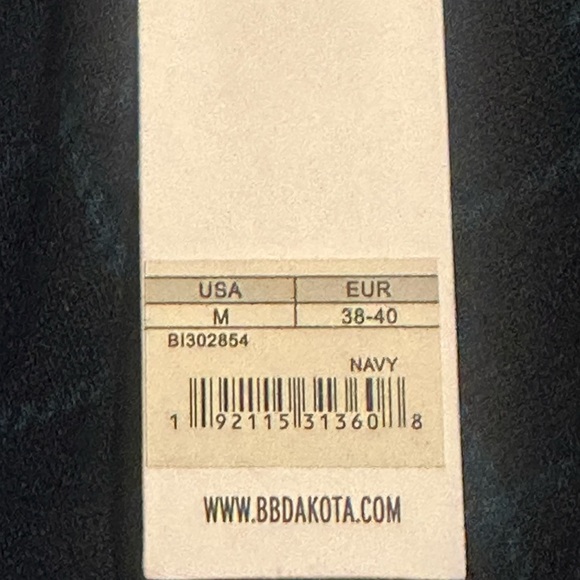 USA EUR
M 38-40
BI302854
NAVY
1 92115 31360 8
WWW.BBDAKOTA.COM